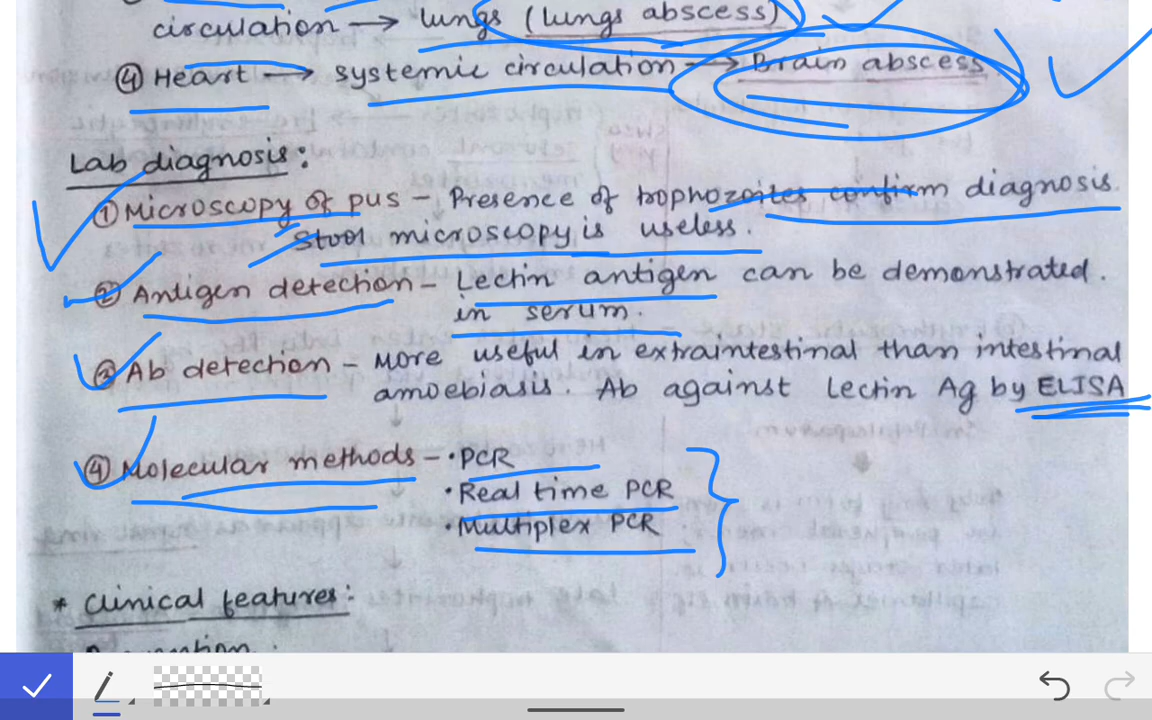 circulation → lungs (lungs abscess)
④ Heart → systemic circulation → Brain abscess
Lab diagnosis:
① Microscopy of pus – Presence of trophozoites confirm diagnosis.
Stool microscopy is useless.
② Antigen detection – Lectin antigen can be demonstrated.
in serum.
③ Ab detection – More useful in extraintestinal than intestinal
amoebiasis. Ab against Lectin Ag by ELISA
④ Molecular methods – • PCR
• Real time PCR
• Multiplex PCR
* Clinical features: